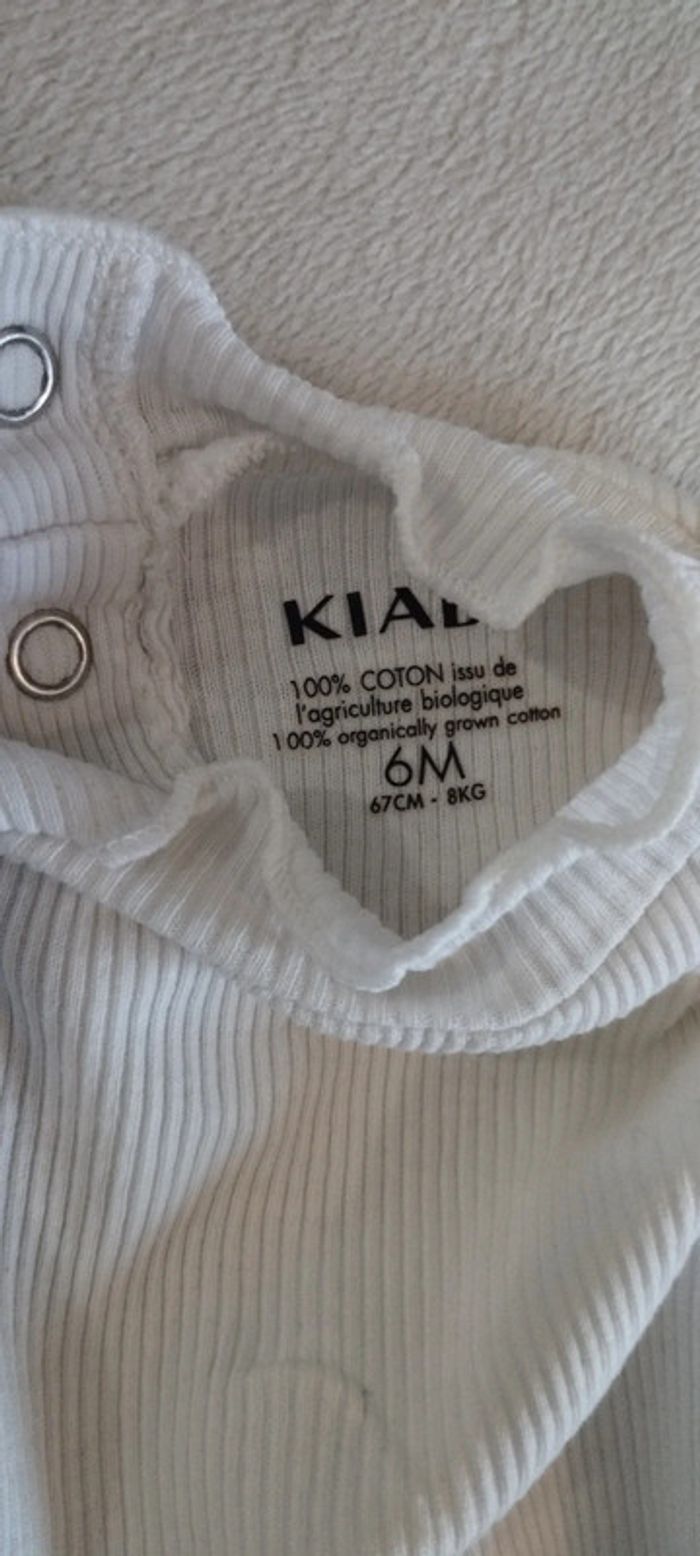 100% COTON issu de
l'agriculture biologique
100% organically grown cotton
6M
67CM - 8KG